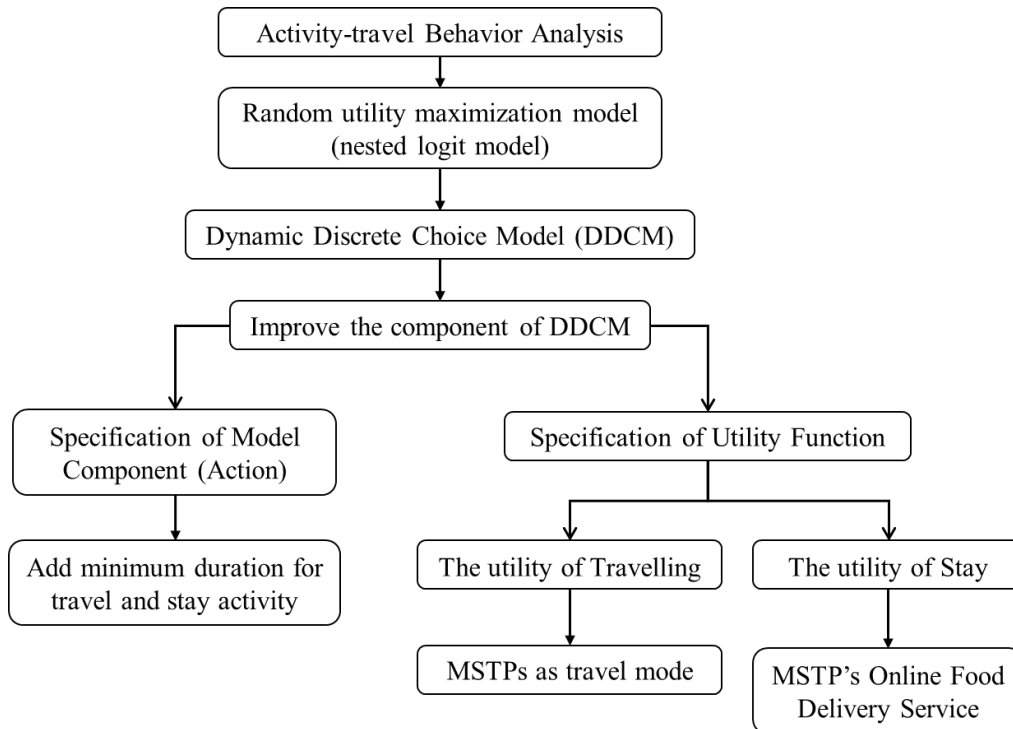 Activity-travel Behavior Analysis
Random utility maximization model
(nested logit model)
Dynamic Discrete Choice Model (DDCM)
Improve the component of DDCM
Specification of Model
Component (Action)
Specification of Utility Function
Add minimum duration for
travel and stay activity
The utility of Travelling
The utility of Stay
MSTPs as travel mode
MSTP's Online Food
Delivery Service